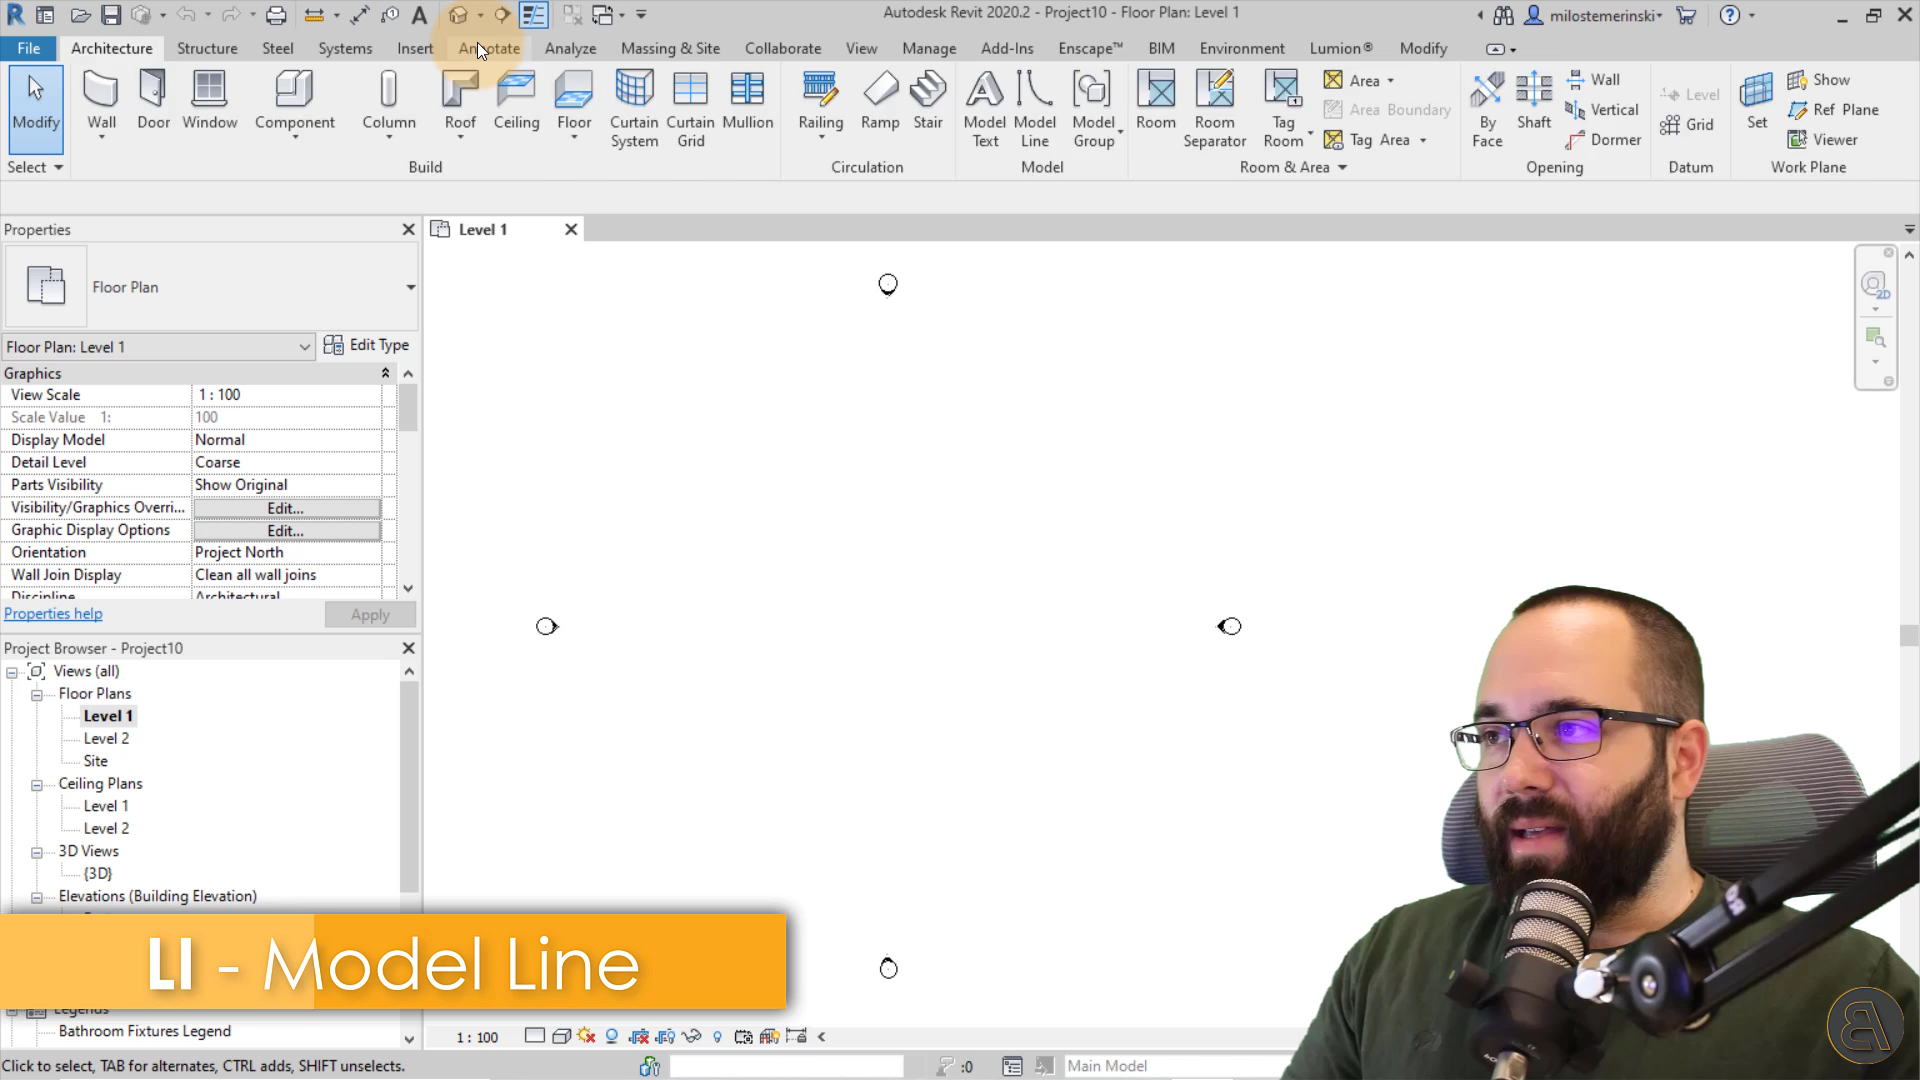 Autodesk Revit 2020.2 - Project10 - Floor Plan: Level 1
milostemerinski
File Architecture Structure Steel Systems Insert Annotate Analyze Massing & Site Collaborate View Manage Add-Ins Enscape™ BIM Environment Lumion® Modify
Modify Wall Door Window Component Column Roof Ceiling Floor Curtain System Curtain Grid Mullion Railing Ramp Stair Model Text Model Line Model Group Room Room Separator Tag Room
Area
Area Boundary
Tag Area
By Face
Shaft
Wall
Vertical
Dormer
Level
Grid
Set
Show
Ref Plane
Viewer
Select Build Circulation Model Room & Area Opening Datum Work Plane
Properties
Level 1
Floor Plan
Floor Plan: Level 1 Edit Type
Graphics
View Scale 1 : 100
Scale Value 1: 100
Display Model Normal
Detail Level Coarse
Parts Visibility Show Original
Visibility/Graphics Overri... Edit...
Graphic Display Options Edit...
Orientation Project North
Wall Join Display Clean all wall joins
Discipline Architectural
Properties help Apply
Project Browser - Project10
Views (all)
Floor Plans
Level 1
Level 2
Site
Ceiling Plans
Level 1
Level 2
3D Views
{3D}
Elevations (Building Elevation)
LI - Model Line
Legends
Bathroom Fixtures Legend
1 : 100
Click to select, TAB for alternates, CTRL adds, SHIFT unselects.
:0
Main Model